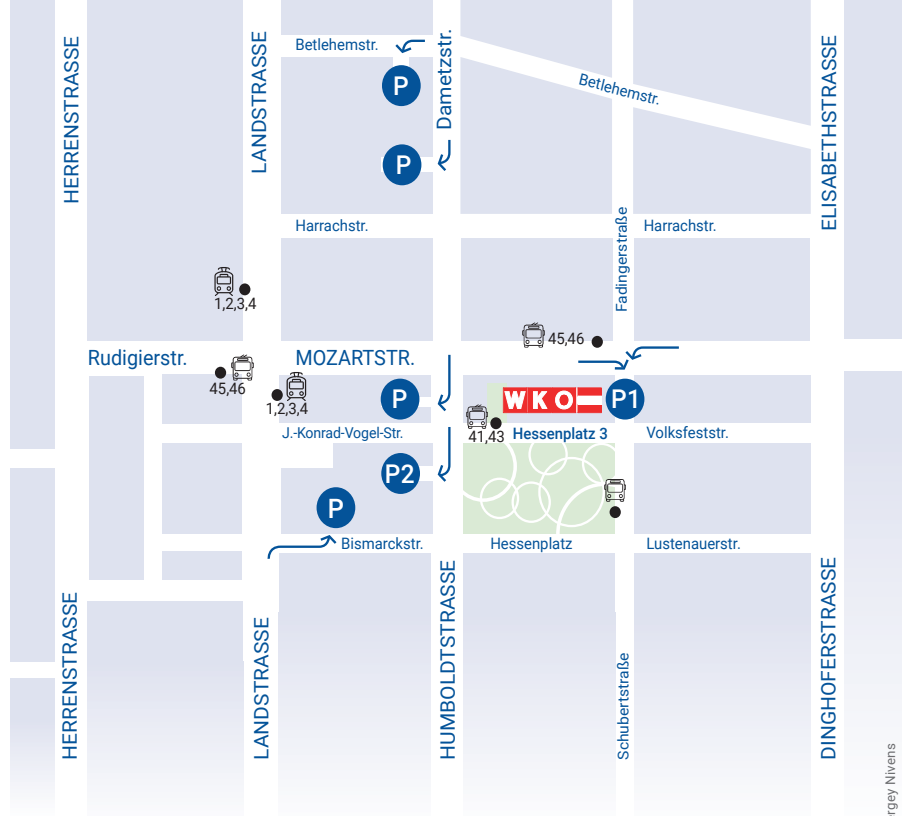 HERRENSTRASSE
LANDSTRASSE
Betlehemstr.
Dametzstr.
Betlehemstr.
ELISABETHSTRASSE
P
P
Harrachstr.
Fadingerstraße
Harrachstr.
1,2,3,4
45,46
Rudigierstr.
MOZARTSTR.
45,46
1,2,3,4
P
WKO
P1
J.-Konrad-Vogel-Str.
41,43
Hessenplatz 3
Volksfeststr.
P2
P
Bismarckstr.
Hessenplatz
Lustenauerstr.
HERRENSTRASSE
LANDSTRASSE
HUMBOLDTSTRASSE
Schubertstraße
DINGHOFERSTRASSE
ergey Nivens